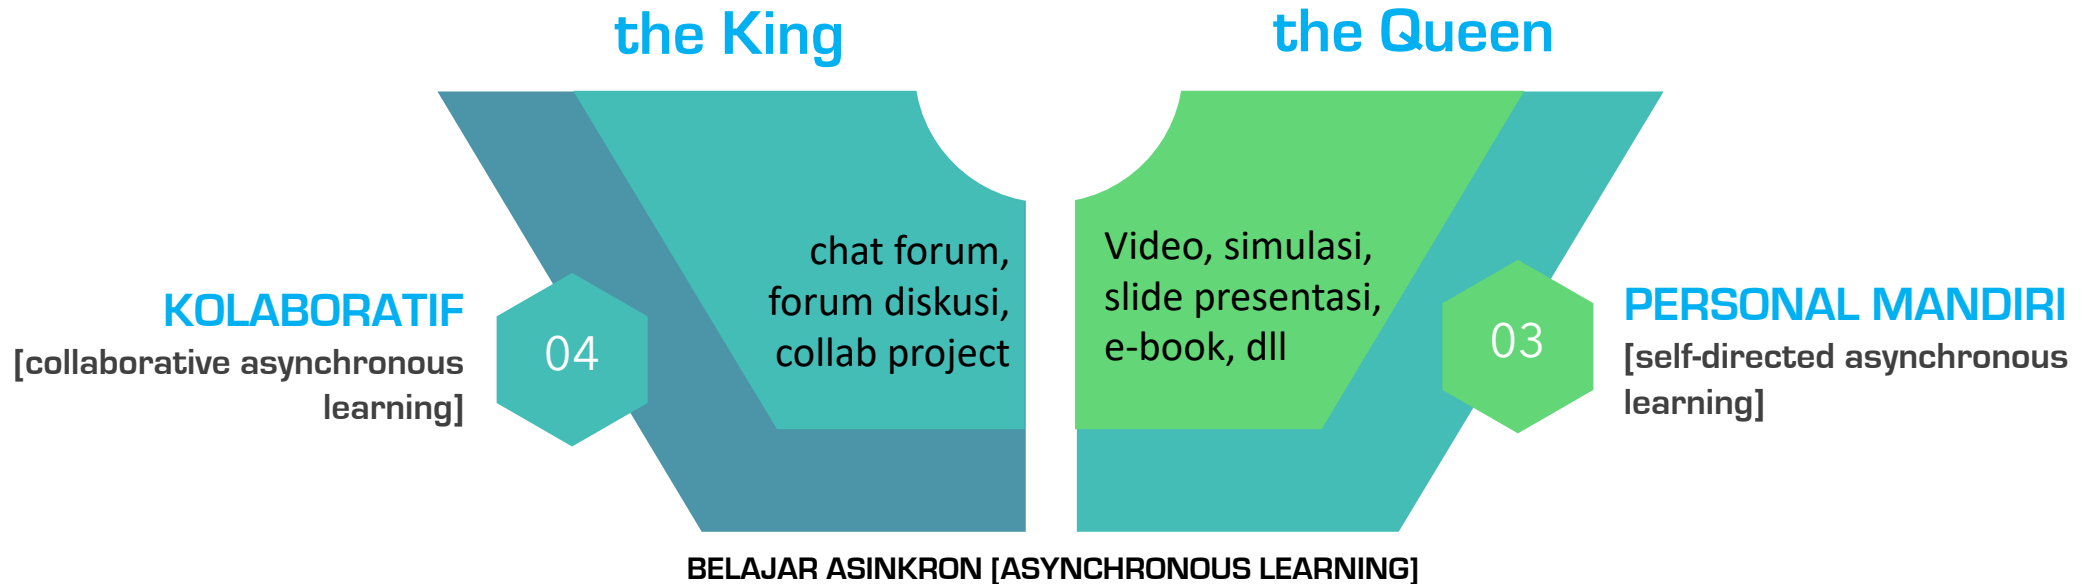 the King
the Queen
chat forum,
forum diskusi,
collab project
Video, simulasi,
slide presentasi,
e-book, dll
KOLABORATIF
[collaborative asynchronous
learning]
04
03
PERSONAL MANDIRI
[self-directed asynchronous
learning]
BELAJAR ASINKRON [ASYNCHRONOUS LEARNING]